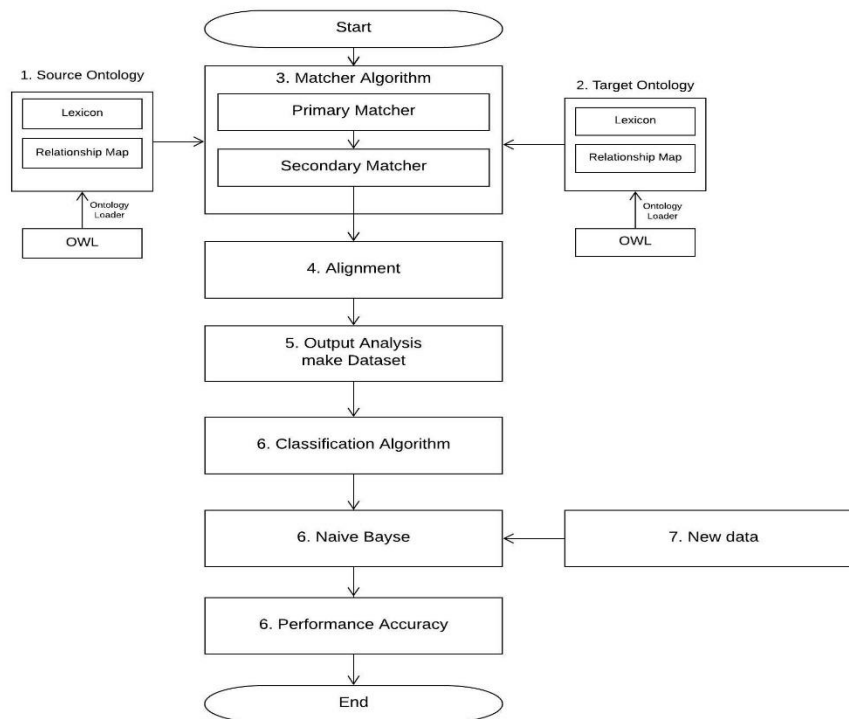 Start
1. Source Ontology
Lexicon
Relationship Map
Ontology
Loader
OWL
3. Matcher Algorithm
Primary Matcher
Secondary Matcher
2. Target Ontology
Lexicon
Relationship Map
Ontology
Loader
OWL
4. Alignment
5. Output Analysis
make Dataset
6. Classification Algorithm
6. Naive Bayse
7. New data
6. Performance Accuracy
End